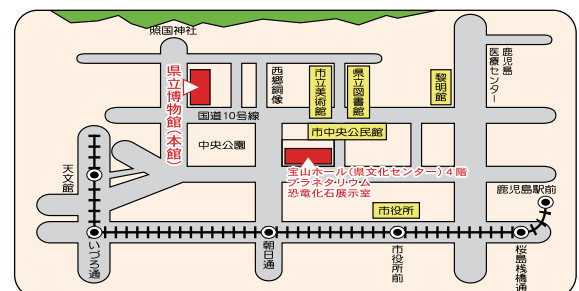 照国神社
県立博物館(本館)
西郷銅像
市立美術館
県立図書館
黎明館
鹿児島
医療センター
国道10号線
市中央公民館
中央公園
宝山ホール(県文化センター)4階
プラネタリウム
恐竜化石展示室
天文館
鹿児島駅前
市役所
いづろ通
朝日通
市役所前
桜島桟橋通